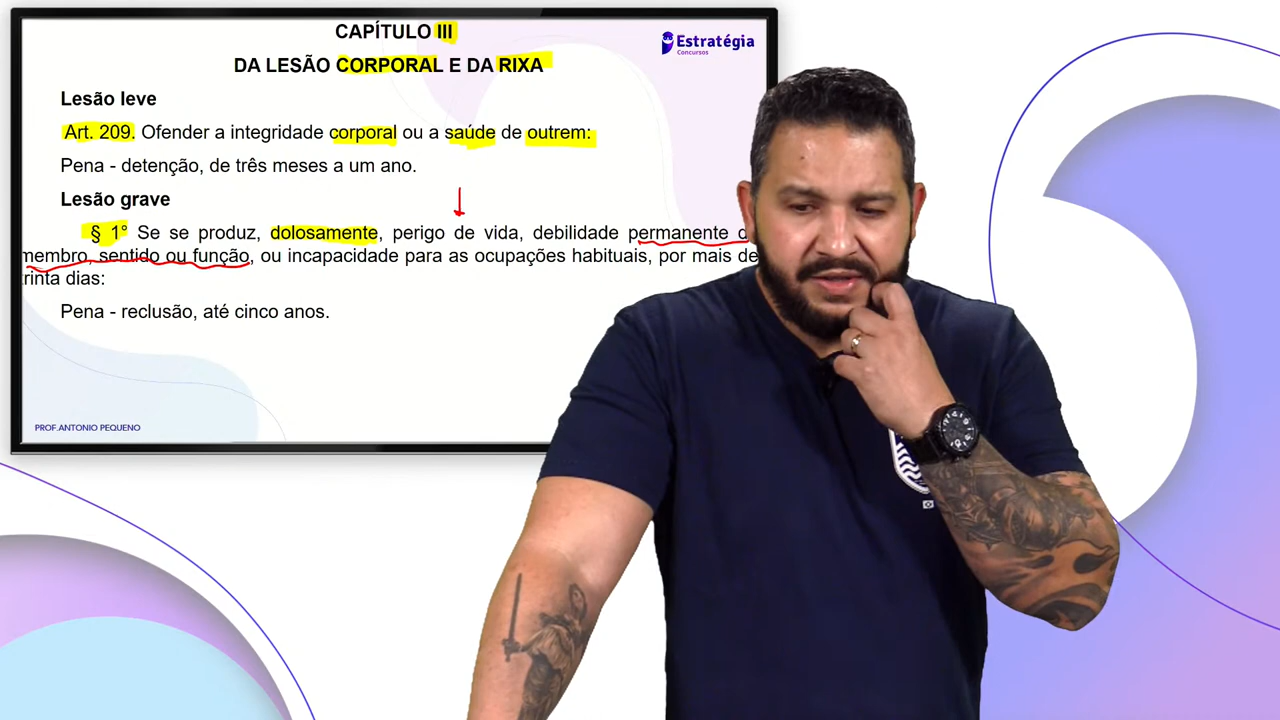 CAPÍTULO III
DA LESÃO CORPORAL E DA RIXA
Estratégia
Concursos
Lesão leve
Art. 209. Ofender a integridade corporal ou a saúde de outrem:
Pena - detenção, de três meses a um ano.
Lesão grave
§ 1° Se se produz, dolosamente, perigo de vida, debilidade permanente d
membro, sentido ou função, ou incapacidade para as ocupações habituais, por mais de
trinta dias:
Pena - reclusão, até cinco anos.
PROF. ANTONIO PEQUENO